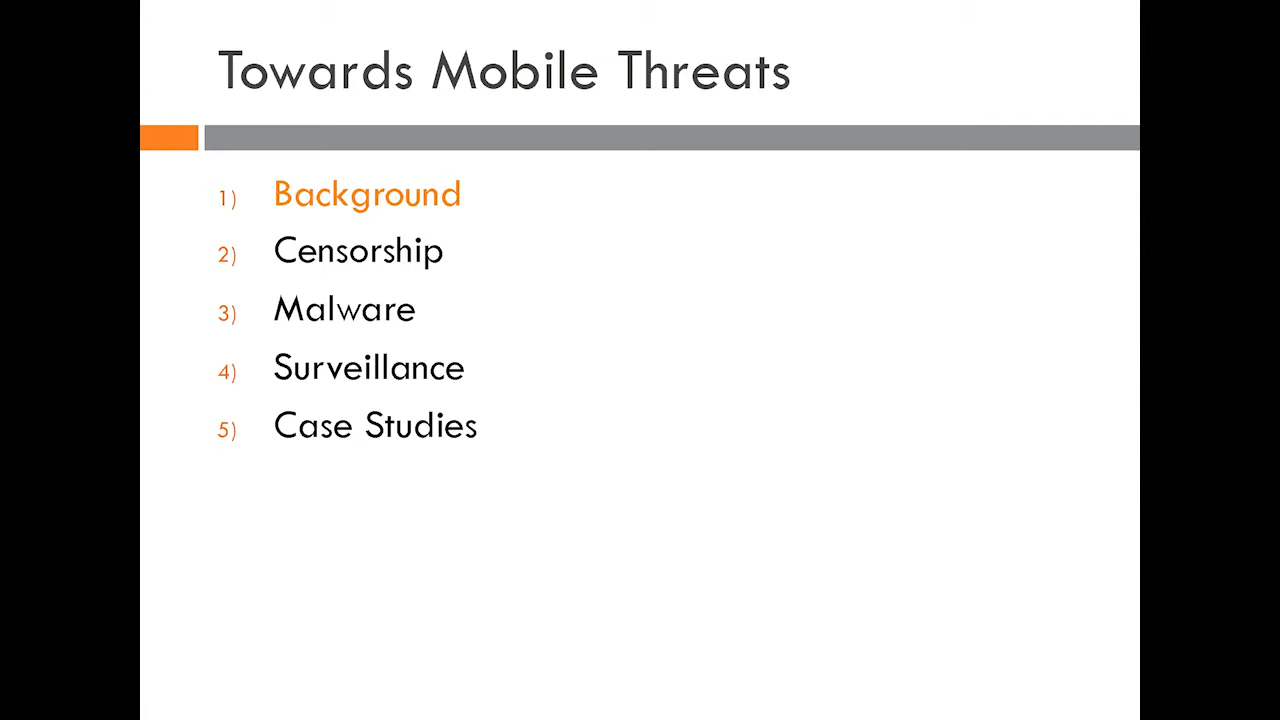 Towards Mobile Threats
1) Background
2) Censorship
3) Malware
4) Surveillance
5) Case Studies